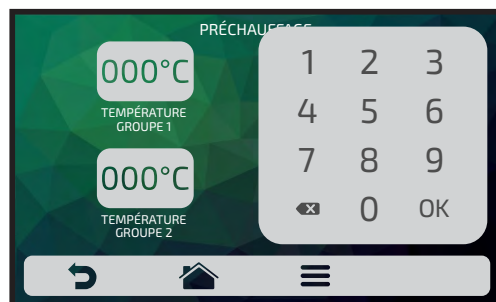 PRÉCHAUFFAGE
000°C
TEMPÉRATURE
GROUPE 1
000°C
TEMPÉRATURE
GROUPE 2
1 2 3
4 5 6
7 8 9
0 OK